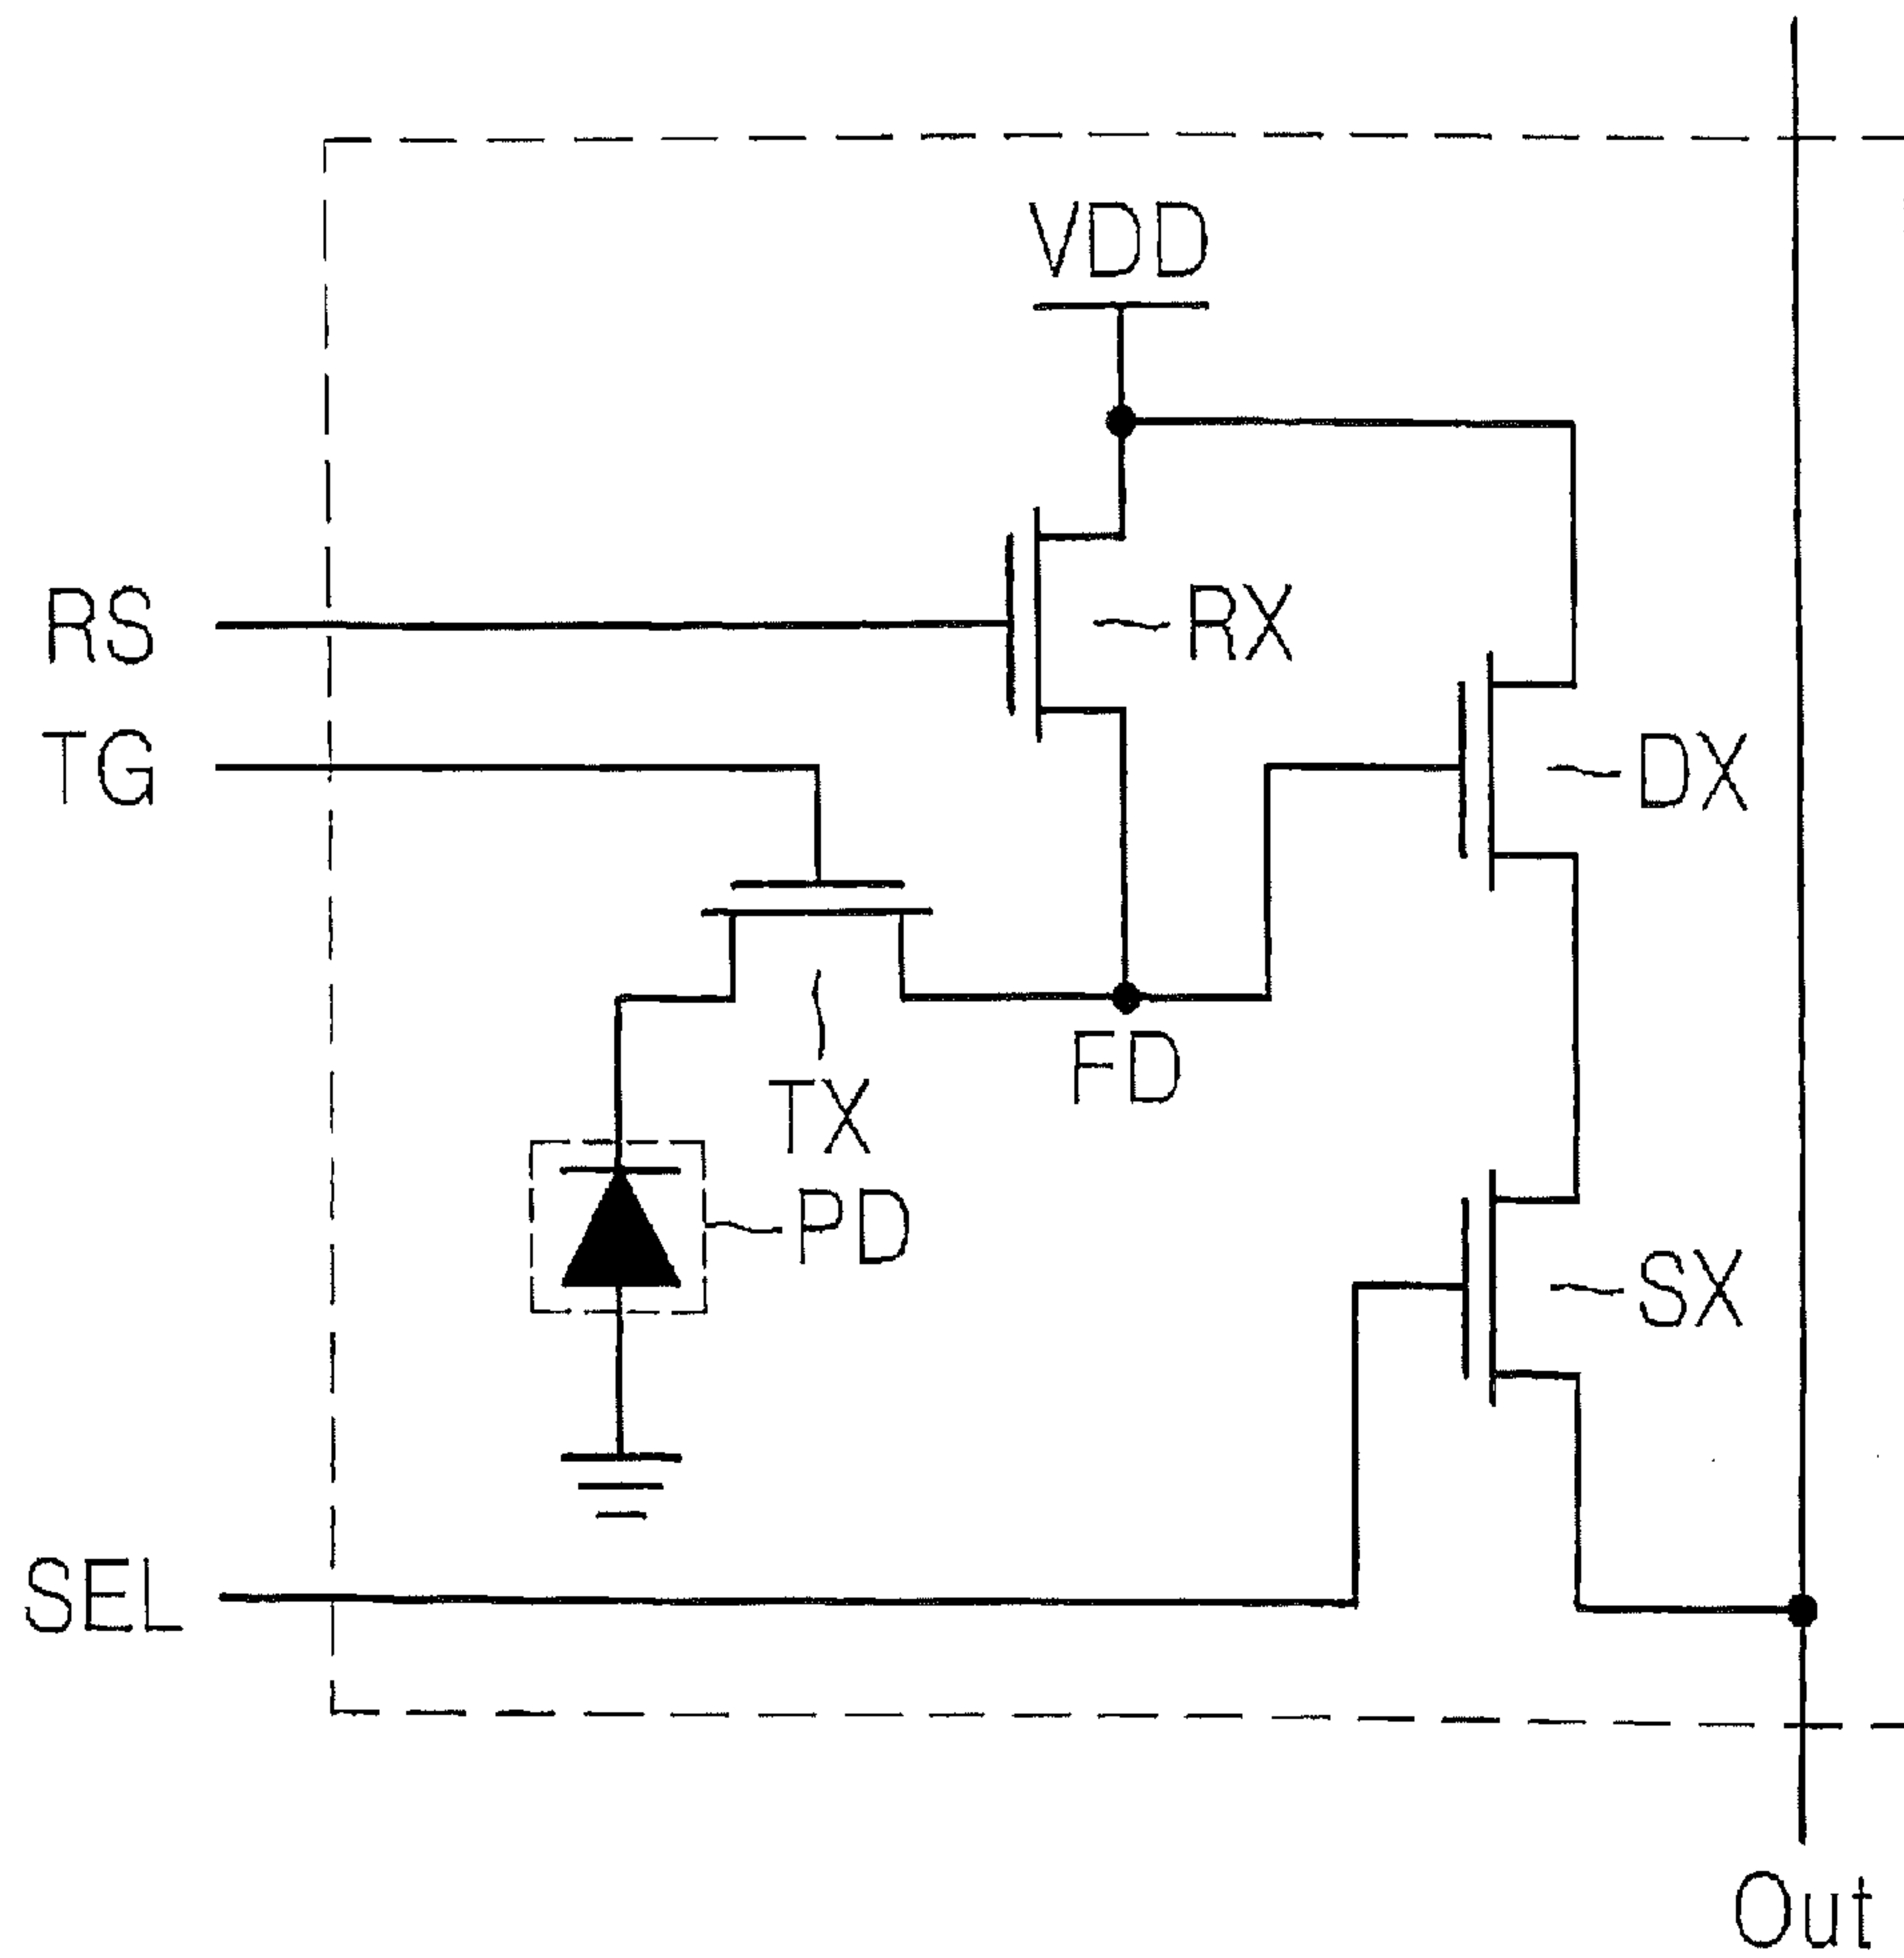 VDD
RS
RX
TG
DX
FD
TX
PD
SX
SEL
Out